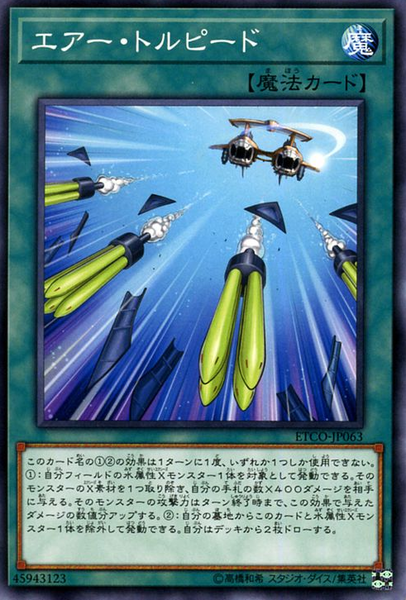 エアー・トルピード
魔
【魔法カード】
ETCO-JP063
このカード名の①②の効果は1ターンに1度、いずれか1つしか使用できない。
①：自分フィールドの水属性Xモンスター1体を対象として発動できる。その
モンスターのX素材を1つ取り除き、自分の手札の数×400ダメージを相手
に与える。そのモンスターの攻撃力はターン終了時まで、この効果で与えた
ダメージの数値分アップする。②：自分の墓地からこのカードと水属性Xモン
スター1体を除外して発動できる。自分はデッキから2枚ドローする。
45943123
©高橋和希 スタジオ・ダイス/集英社